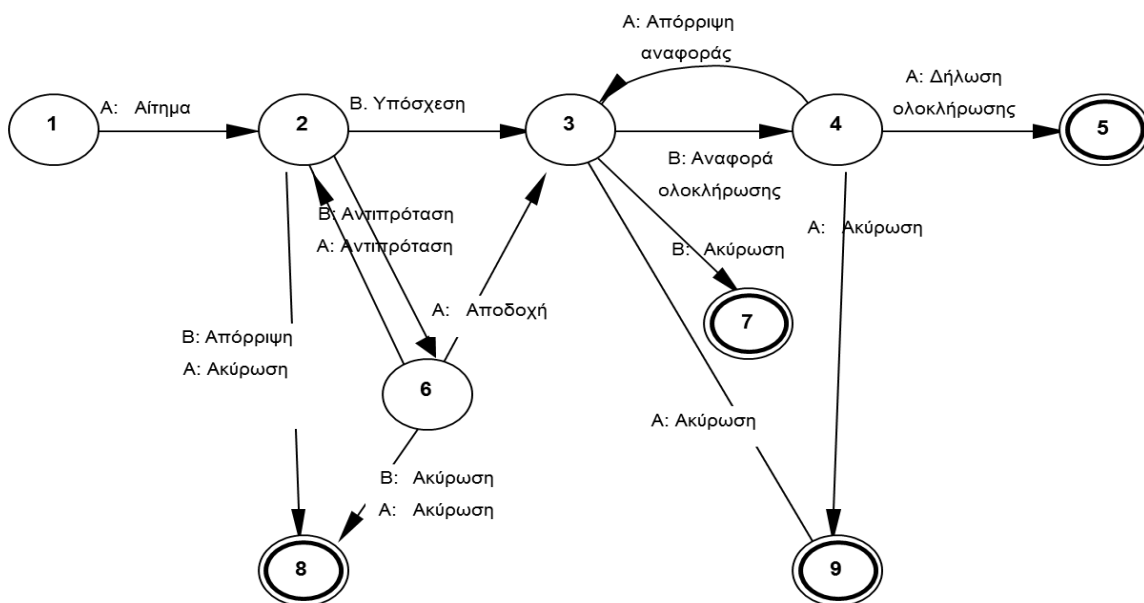 Α: Απόρριψη
αναφοράς
Α: Δήλωση
ολοκλήρωσης
1
Α: Αίτημα
2
Β. Υπόσχεση
3
4
5
Β: Αναφορά
ολοκλήρωσης
Β: Αντιπρόταση
Α: Αντιπρόταση
Α: Ακύρωση
Β: Ακύρωση
Α: Αποδοχή
7
Β: Απόρριψη
Α: Ακύρωση
6
Α: Ακύρωση
Β: Ακύρωση
Α: Ακύρωση
8
9